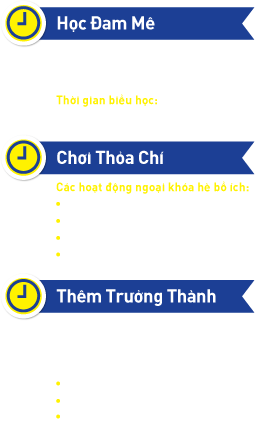 Học Đam Mê
Thời gian biểu học:
Chơi Thỏa Chí
Các hoạt động ngoại khóa hè bổ ích:
Thêm Trưởng Thành